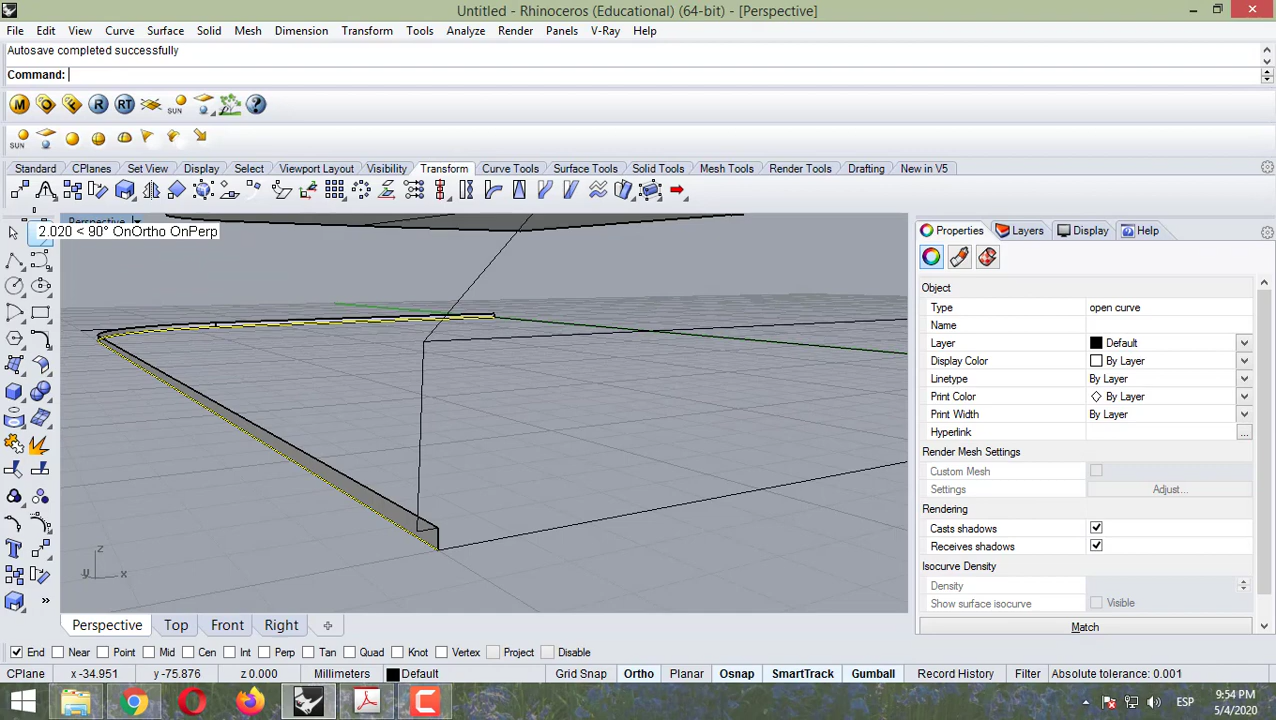 Untitled - Rhinoceros (Educational) (64-bit) - [Perspective]
File Edit View Curve Surface Solid Mesh Dimension Transform Tools Analyze Render Panels V-Ray Help
Autosave completed successfully
Command:
M O F R RT SUN ?
SUN
Standard CPlanes Set View Display Select Viewport Layout Visibility Transform Curve Tools Surface Tools Solid Tools Mesh Tools Render Tools Drafting New in V5
Perspective
2.020 < 90° OnOrtho OnPerp
Properties Layers Display Help
Object
Type open curve
Name
Layer Default
Display Color By Layer
Linetype By Layer
Print Color By Layer
Print Width By Layer
Hyperlink ...
Render Mesh Settings
Custom Mesh
Settings Adjust...
Rendering
Casts shadows
Receives shadows
Isocurve Density
Density
Show surface isocurve Visible
Match
z
y x
Perspective Top Front Right
End Near Point Mid Cen Int Perp Tan Quad Knot Vertex Project Disable
CPlane x -34.951 y -75.876 z 0.000 Millimeters Default Grid Snap Ortho Planar Osnap SmartTrack Gumball Record History Filter Absolute tolerance: 0.001
ESP
9:54 PM
5/4/2020